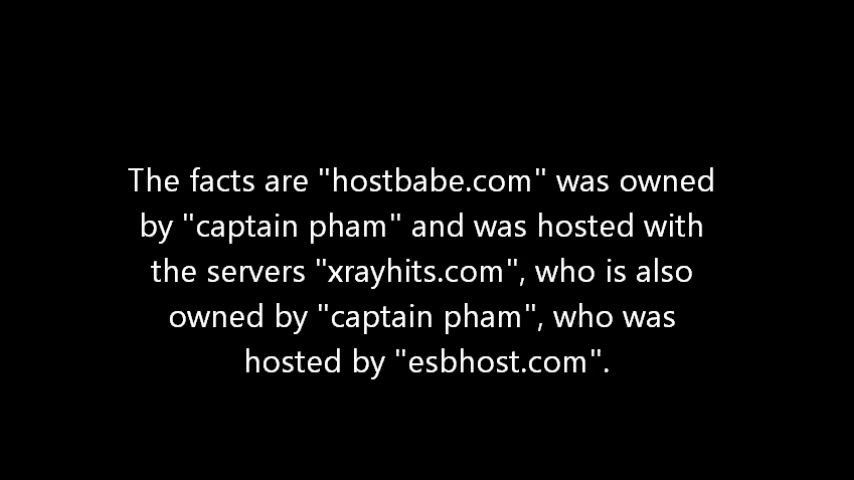 The facts are "hostbabe.com" was owned
by "captain pham" and was hosted with
the servers "xrayhits.com", who is also
owned by "captain pham", who was
hosted by "esbhost.com".